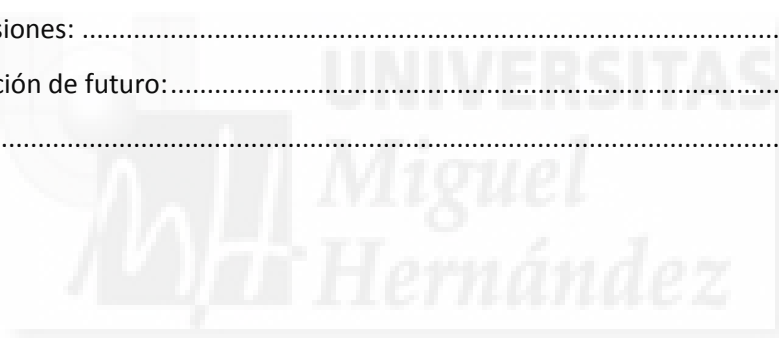 siones: ................................................................................................
ción de futuro:....................................................................................
UNIVERSITAS
...........................................................................................................
Miguel
Hernández